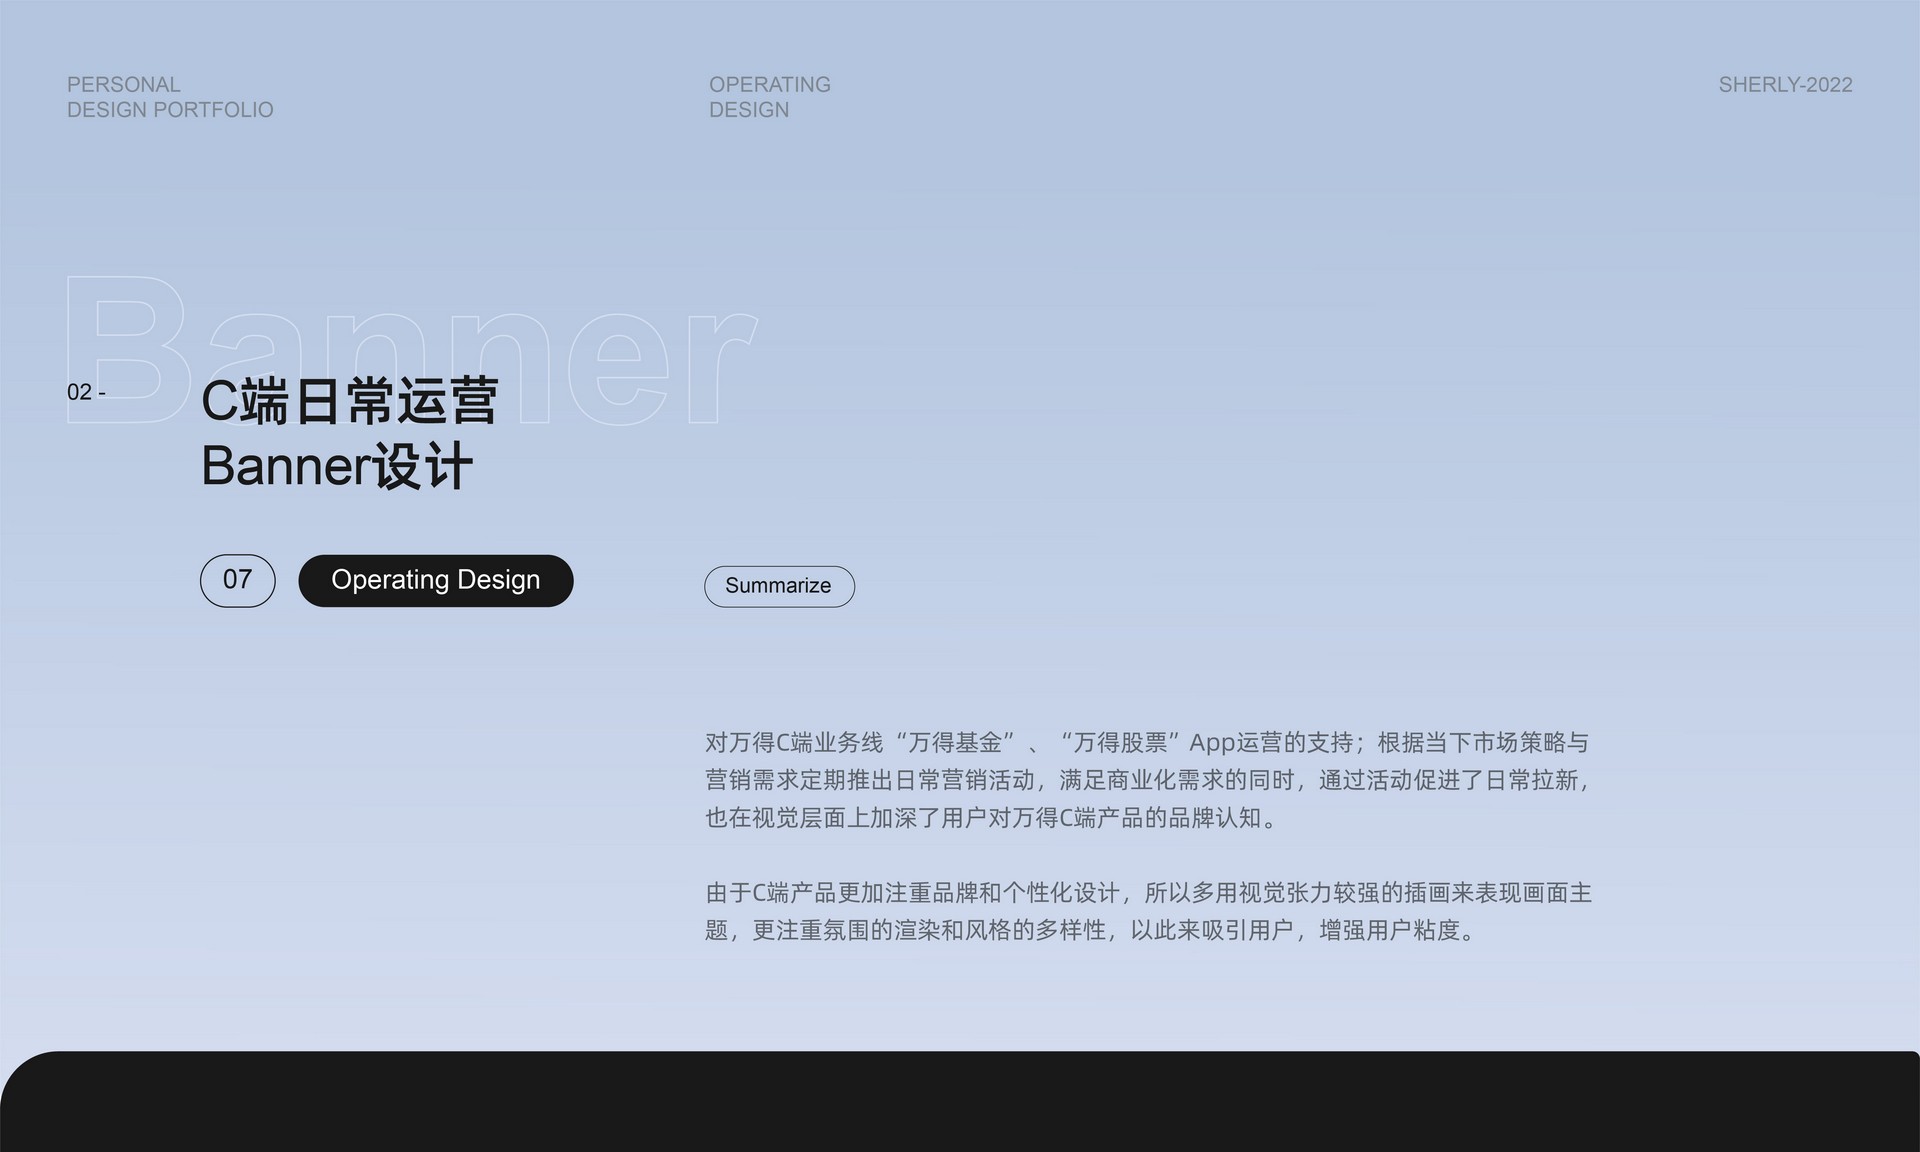 PERSONAL
DESIGN PORTFOLIO
OPERATING
DESIGN
SHERLY-2022
Banner
02 -
C端日常运营
Banner设计
07
Operating Design
Summarize
对万得C端业务线“万得基金”、“万得股票”App运营的支持；根据当下市场策略与
营销需求定期推出日常营销活动，满足商业化需求的同时，通过活动促进了日常拉新，
也在视觉层面上加深了用户对万得C端产品的品牌认知。
由于C端产品更加注重品牌和个性化设计，所以多用视觉张力较强的插画来表现画面主
题，更注重氛围的渲染和风格的多样性，以此来吸引用户，增强用户粘度。